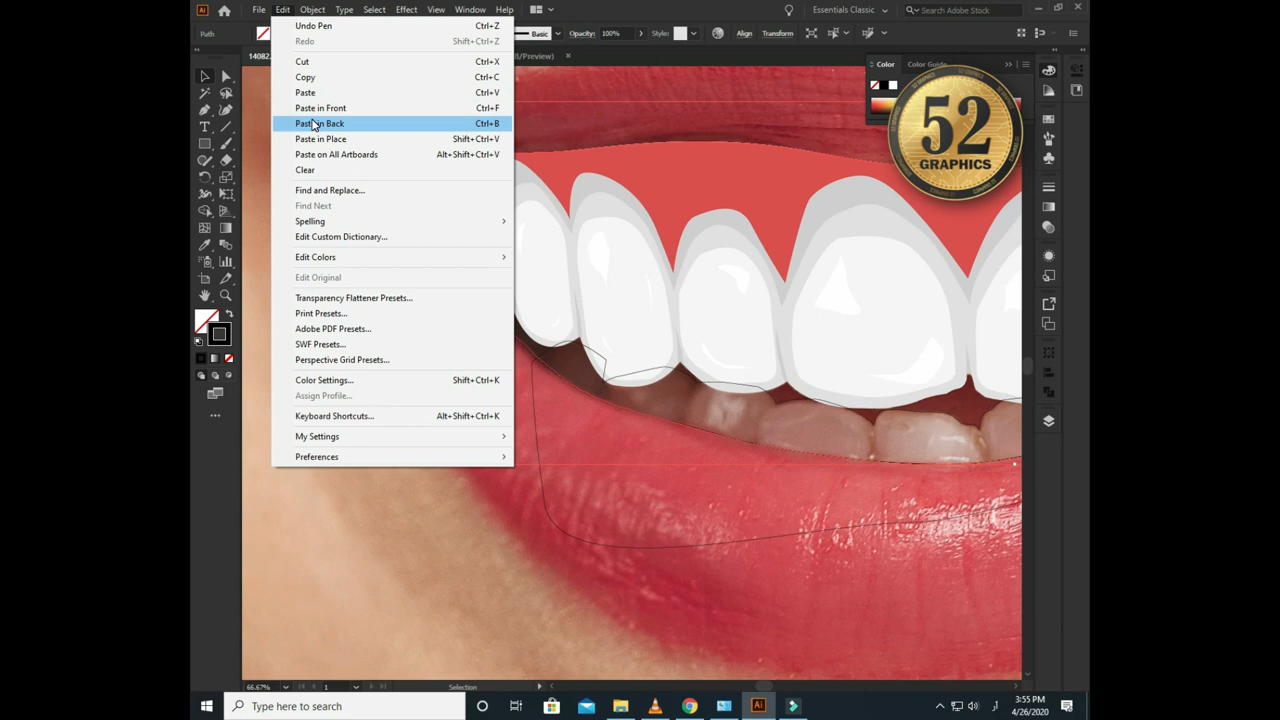 File Edit Object Type Select Effect View Window Help
Essentials Classic
Search Adobe Stock
Path
Basic
Opacity: 100%
Style:
Align
Transform
B/Preview)
Undo Pen Ctrl+Z
Redo Shift+Ctrl+Z
Cut Ctrl+X
Copy Ctrl+C
Paste Ctrl+V
Paste in Front Ctrl+F
Paste in Back Ctrl+B
Paste in Place Shift+Ctrl+V
Paste on All Artboards Alt+Shift+Ctrl+V
Clear
Find and Replace...
Find Next
Spelling
Edit Custom Dictionary...
Edit Colors
Edit Original
Transparency Flattener Presets...
Print Presets...
Adobe PDF Presets...
SWF Presets...
Perspective Grid Presets...
Color Settings... Shift+Ctrl+K
Assign Profile...
Keyboard Shortcuts... Alt+Shift+Ctrl+K
My Settings
Preferences
Color
Color Guide
52
GRAPHICS
66.67%
1
Selection
Type here to search
3:55 PM
4/26/2020